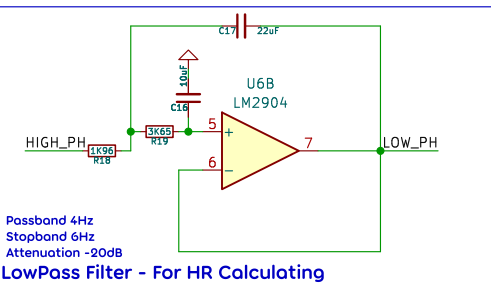 C17 22uF
10uF
C16
U6B
LM2904
HIGH_PH
1K96
R18
3K65
R19
5
+
6
-
7
LOW_PH
Passband 4Hz
Stopband 6Hz
Attenuation -20dB
LowPass Filter - For HR Calculating